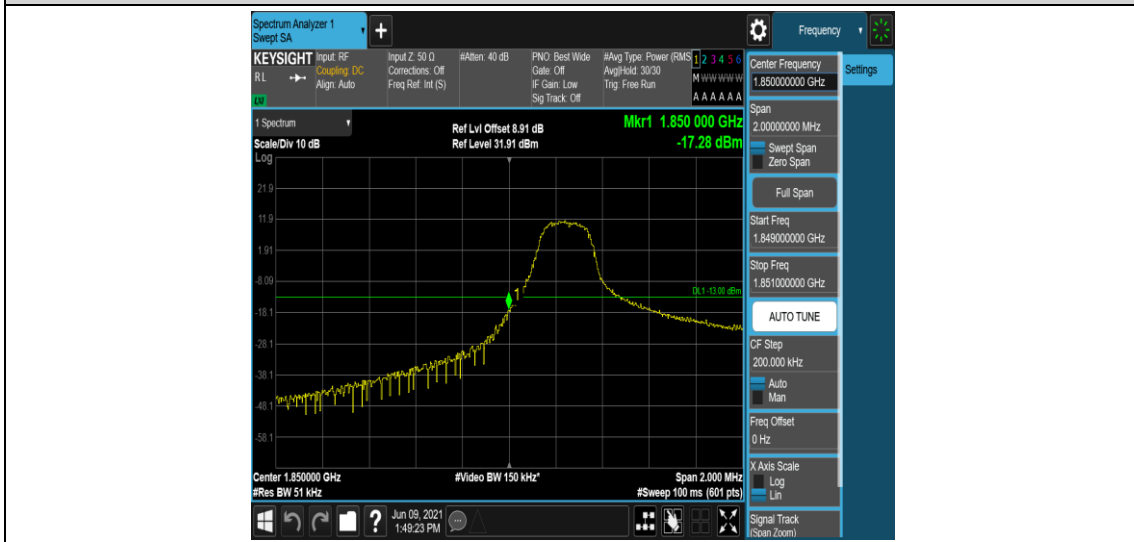 Spectrum Analyzer 1
Swept SA
+
Frequency
KEYSIGHT
RL
LXI
Input: RF
Coupling: DC
Align: Auto
Input Z: 50 Ω
Corrections: Off
Freq Ref: Int (S)
#Atten: 40 dB
PNO: Best Wide
Gate: Off
IF Gain: Low
Sig Track: Off
#Avg Type: Power (RMS
Avg|Hold: 30/30
Trig: Free Run
1 2 3 4 5 6
M W W W W W
A A A A A A
1 Spectrum
Scale/Div 10 dB
Log
Ref Lvl Offset 8.91 dB
Ref Level 31.91 dBm
Mkr1 1.850 000 GHz
-17.28 dBm
21.9
11.9
1.91
-8.09
-18.1
-28.1
-38.1
-48.1
-58.1
1
DL1 -13.00 dBm
Center 1.850000 GHz
#Res BW 51 kHz
#Video BW 150 kHz*
Span 2.000 MHz
#Sweep 100 ms (601 pts)
Center Frequency
1.850000000 GHz
Settings
Span
2.00000000 MHz
Swept Span
Zero Span
Full Span
Start Freq
1.849000000 GHz
Stop Freq
1.851000000 GHz
AUTO TUNE
CF Step
200.000 kHz
Auto
Man
Freq Offset
0 Hz
X Axis Scale
Log
Lin
Signal Track
(Span Zoom)
?
Jun 09, 2021
1:49:23 PM